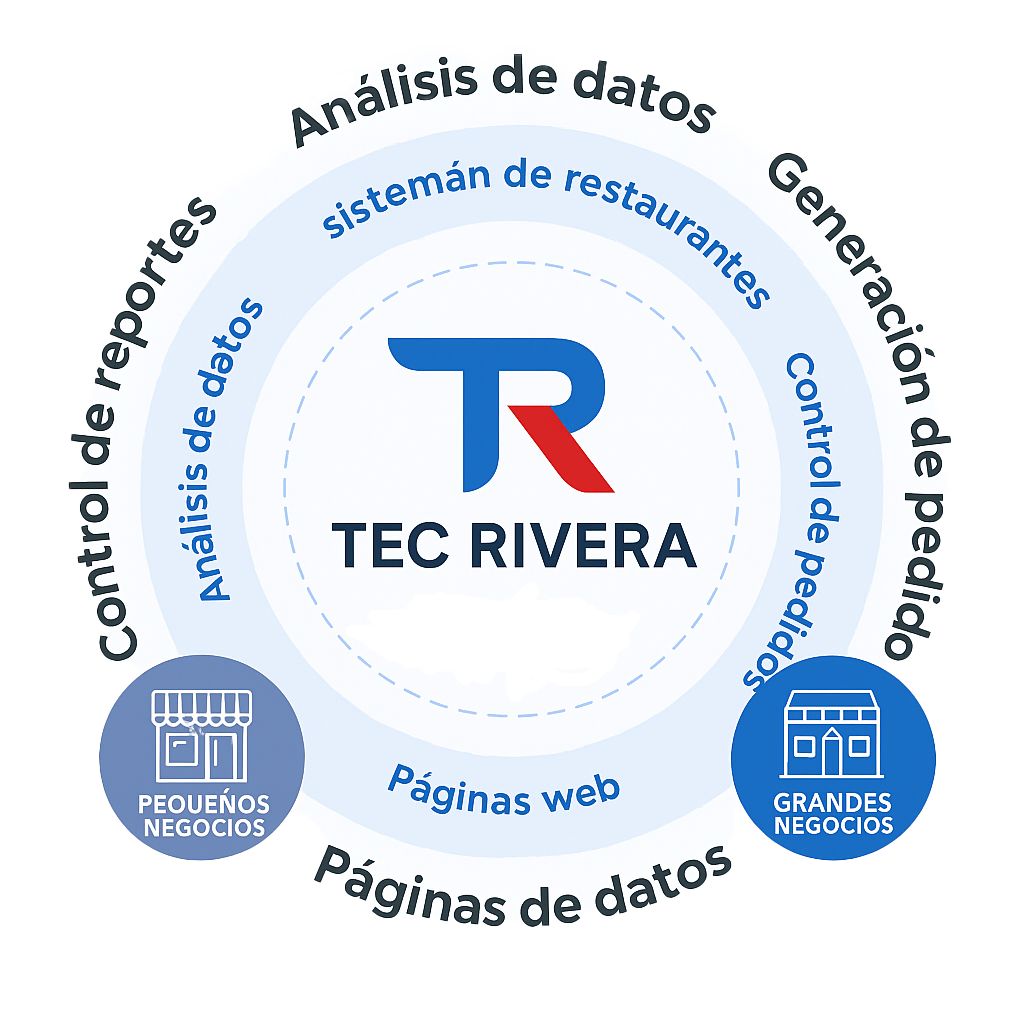 Análisis de datos
Control de reportes
Generación de pedido
sistemán de restaurantes
Análisis de datos
Control de pedidos
TR
TEC RIVERA
Páginas web
PEQUEŃOS
NEGOCIOS
GRANDES
NEGOCIOS
Páginas de datos